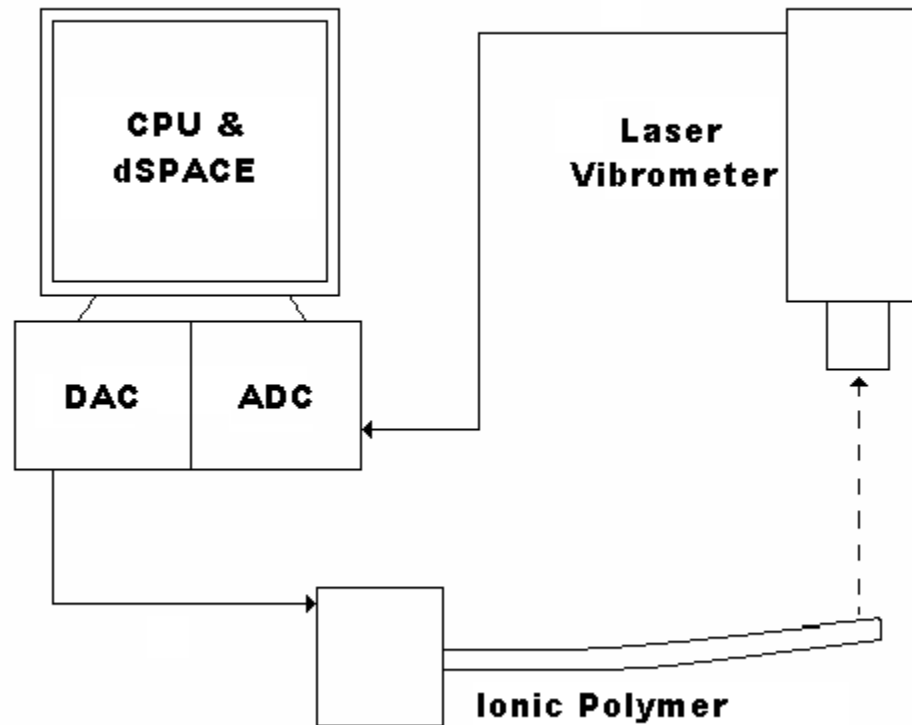 CPU &
dSPACE
Laser
Vibrometer
DAC
ADC
Ionic Polymer